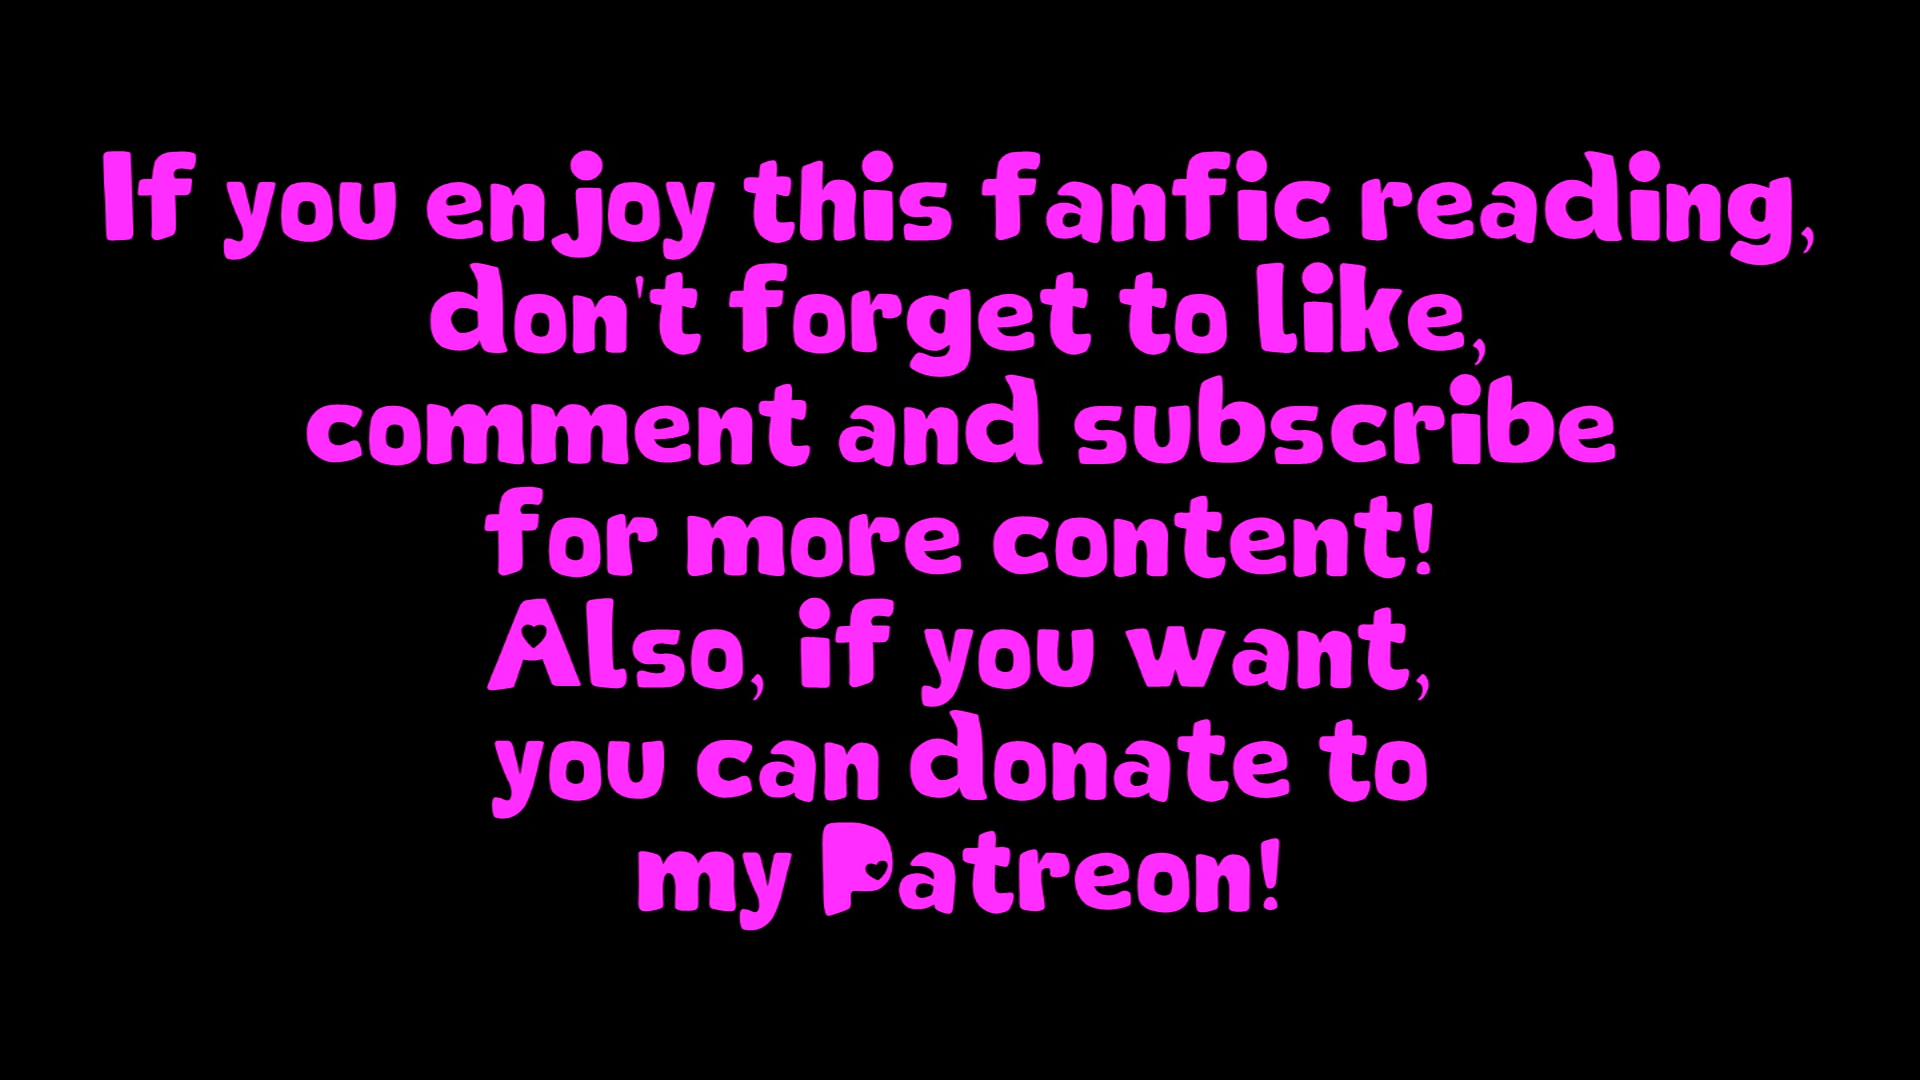 If you enjoy this fanfic reading,
don't forget to like,
comment and subscribe
for more content!
Also, if you want,
you can donate to
my Patreon!